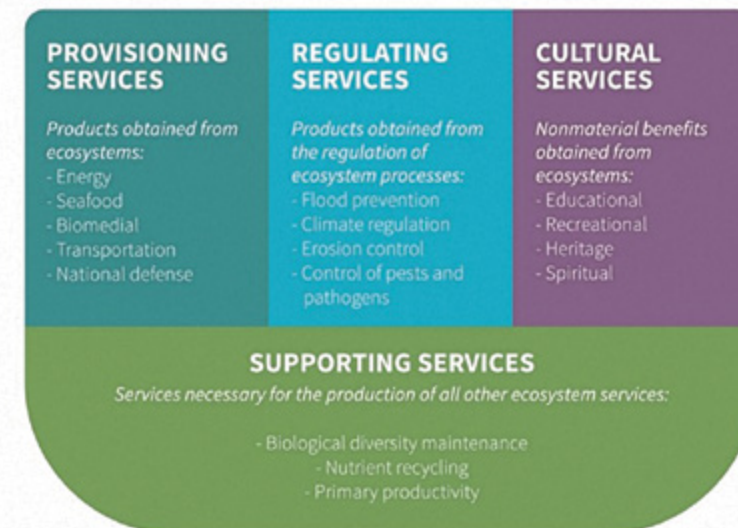 PROVISIONING
SERVICES
Products obtained from
ecosystems:
- Energy
- Seafood
- Biomedial
- Transportation
- National defense
REGULATING
SERVICES
Products obtained from
the regulation of
ecosystem processes:
- Flood prevention
- Climate regulation
- Erosion control
- Control of pests and
pathogens
CULTURAL
SERVICES
Nonmaterial benefits
obtained from
ecosystems:
- Educational
- Recreational
- Heritage
- Spiritual
SUPPORTING SERVICES
Services necessary for the production of all other ecosystem services:
- Biological diversity maintenance
- Nutrient recycling
- Primary productivity